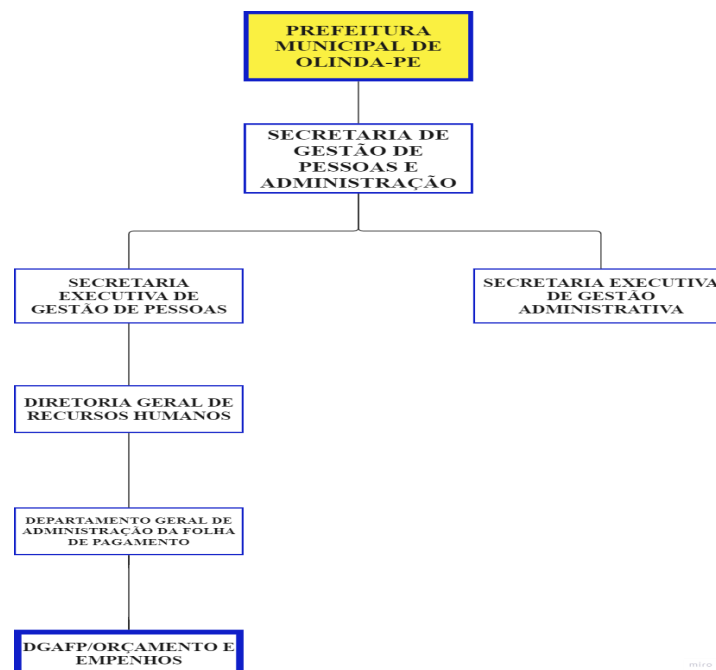 PREFEITURA
MUNICIPAL DE
OLINDA-PE
SECRETARIA DE
GESTÃO DE
PESSOAS E
ADMINISTRAÇÃO
SECRETARIA
EXECUTIVA DE
GESTÃO DE PESSOAS
SECRETARIA EXECUTIVA
DE GESTÃO
ADMINISTRATIVA
DIRETORIA GERAL DE
RECURSOS HUMANOS
DEPARTAMENTO GERAL DE
ADMINISTRAÇÃO DA FOLHA
DE PAGAMENTO
DGAFP/ORÇAMENTO E
EMPENHOS
miro